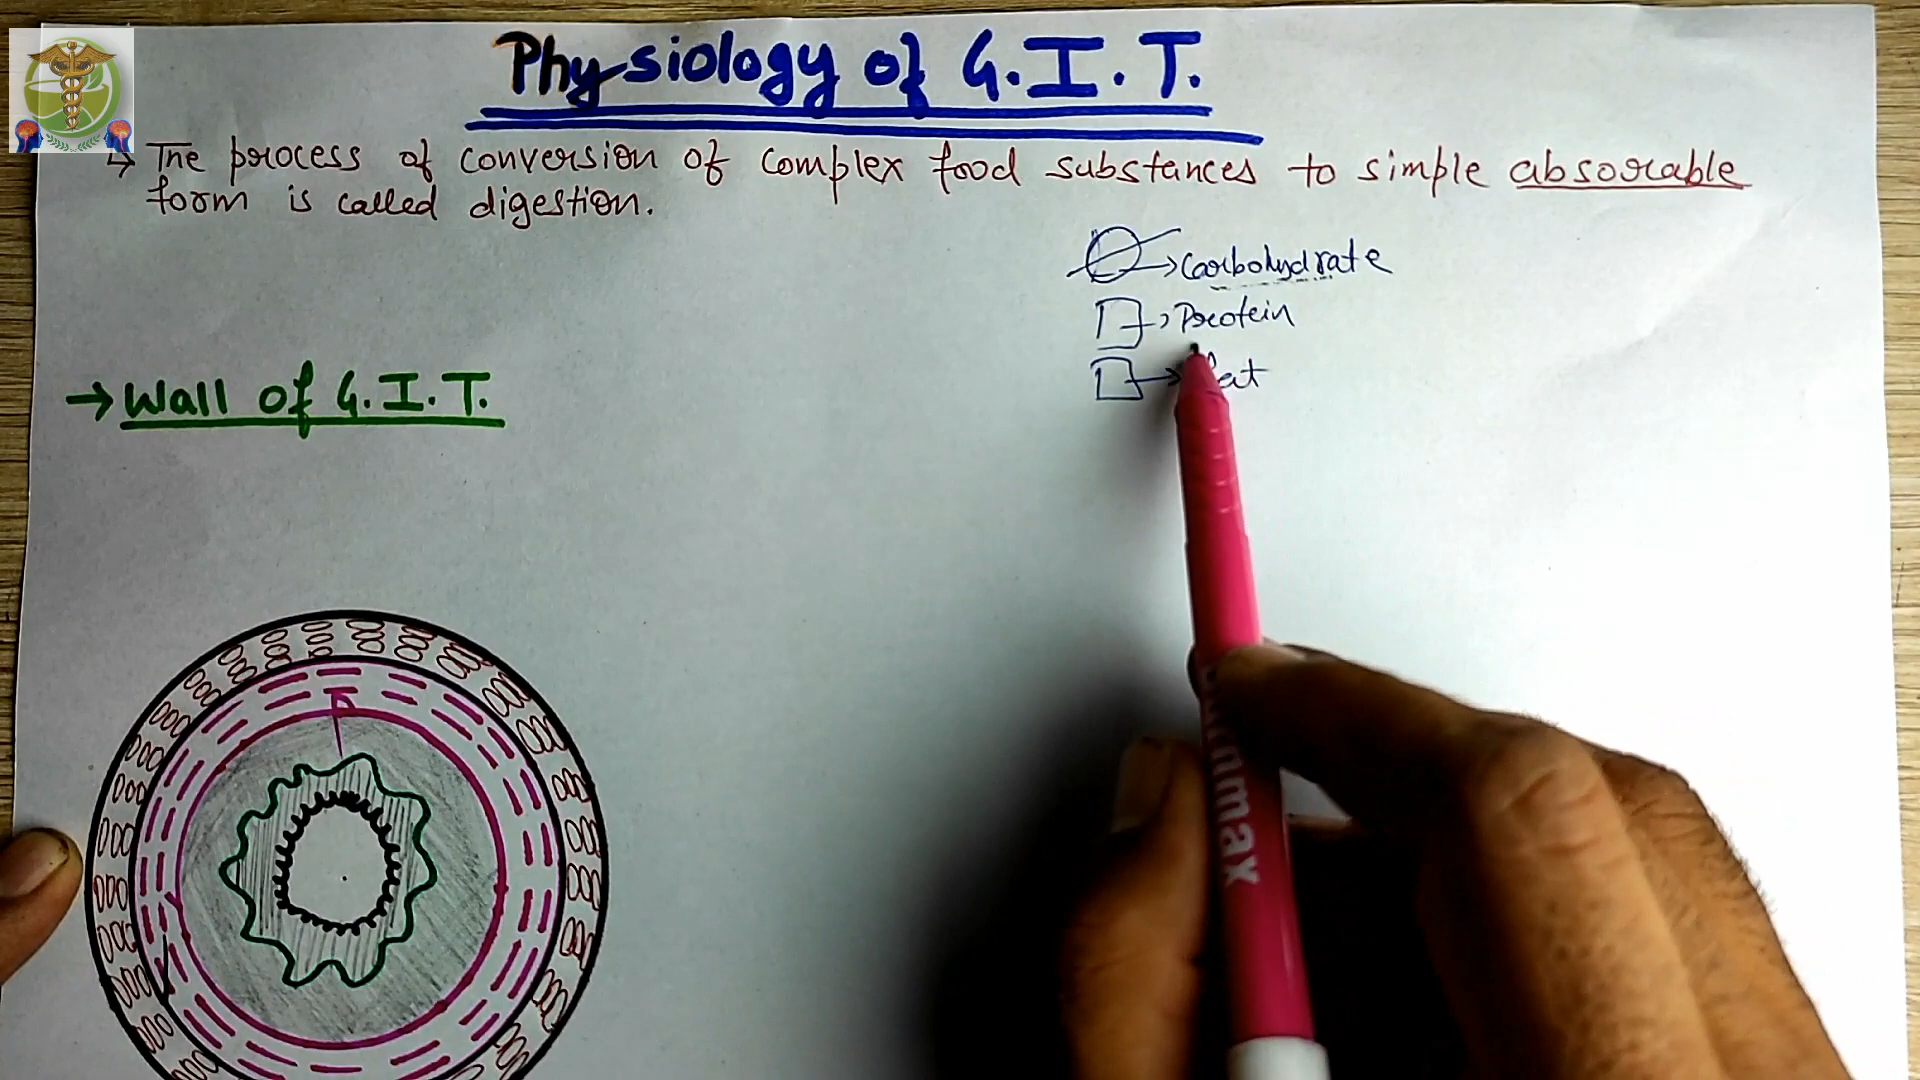 Physiology of G.I.T.
↳ The process of conversion of complex food substances to simple absorable
form is called digestion.
→ Carbohydrate
→ Protein
→ Wall of G.I.T.